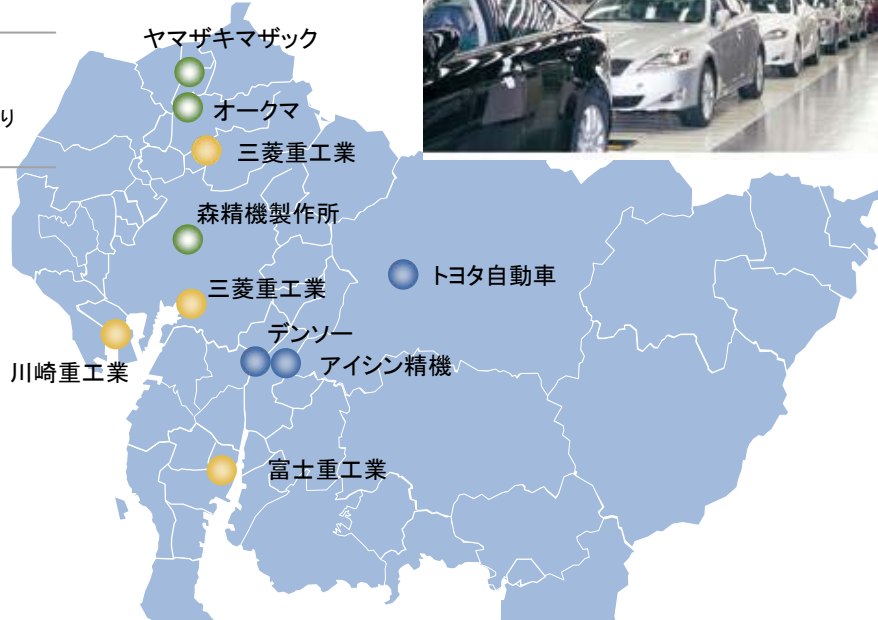 ヤマザキマザック
り
オークマ
三菱重工業
森精機製作所
トヨタ自動車
三菱重工業
デンソー
アイシン精機
川崎重工業
富士重工業